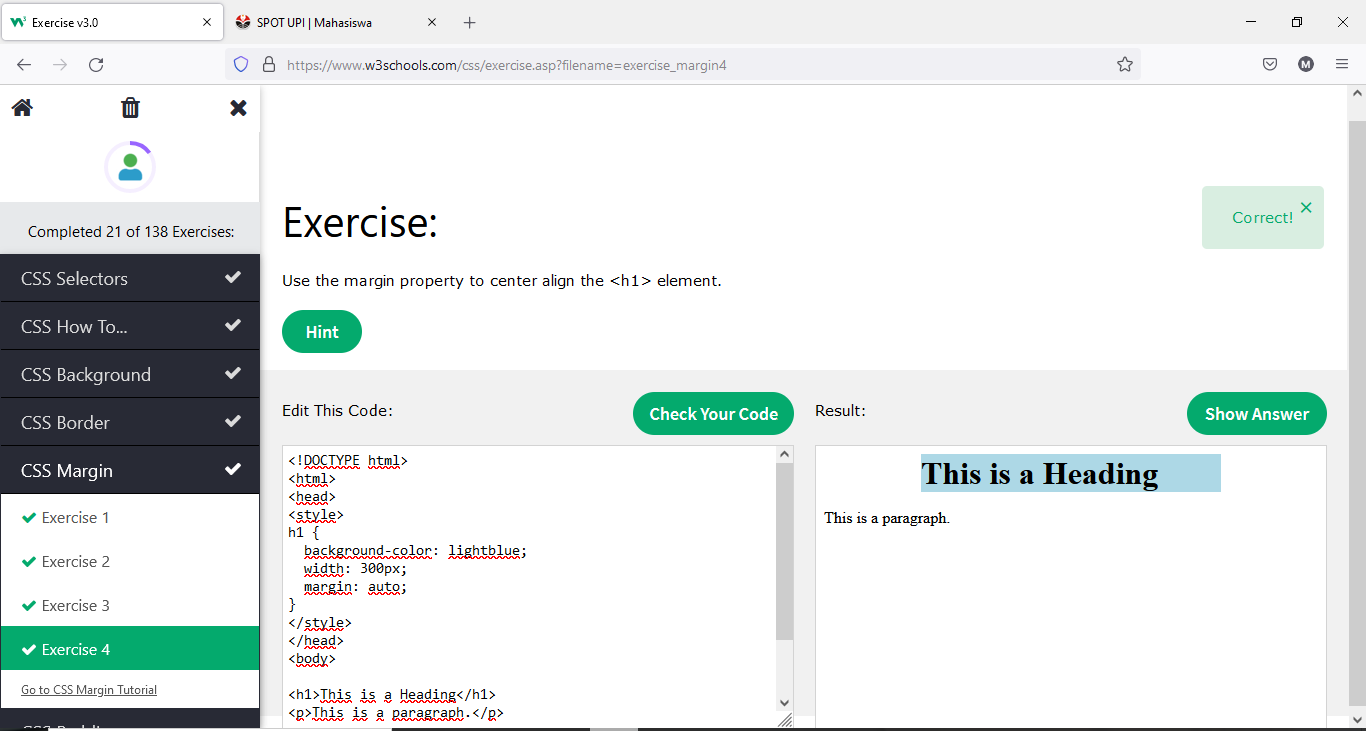 Exercise v3.0
SPOT UPI | Mahasiswa
https://www.w3schools.com/css/exercise.asp?filename=exercise_margin4
M
Completed 21 of 138 Exercises:
CSS Selectors
CSS How To...
CSS Background
CSS Border
CSS Margin
Exercise 1
Exercise 2
Exercise 3
Exercise 4
Go to CSS Margin Tutorial
Exercise:
Correct!
Use the margin property to center align the <h1> element.
Hint
Edit This Code:
Check Your Code
<!DOCTYPE html>
<html>
<head>
<style>
h1 {
  background-color: lightblue;
  width: 300px;
  margin: auto;
}
</style>
</head>
<body>
<h1>This is a Heading</h1>
<p>This is a paragraph.</p>
Result:
Show Answer
This is a Heading
This is a paragraph.